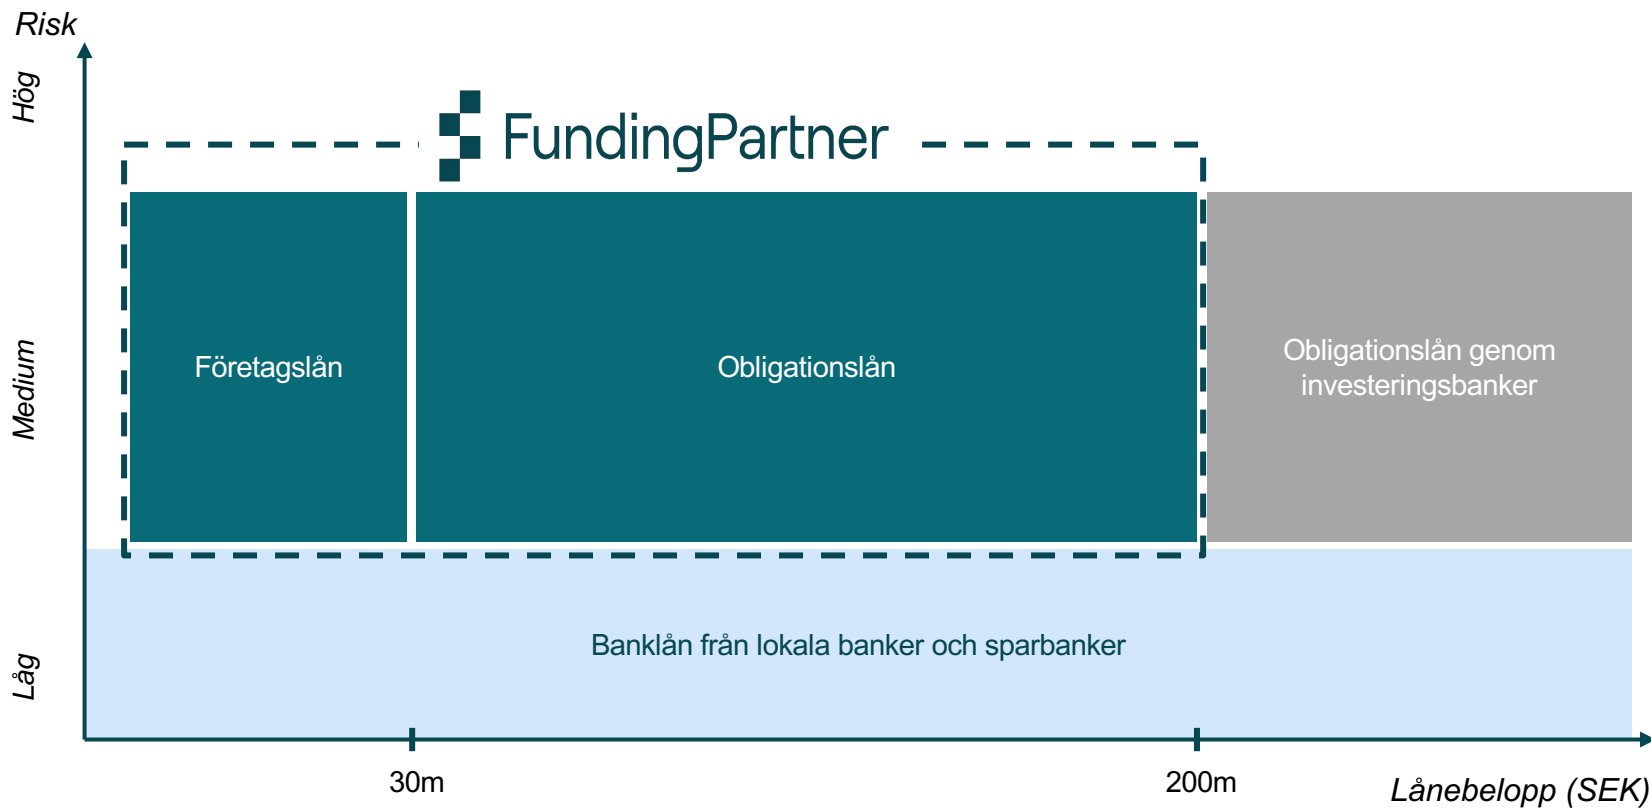 Risk
Hög
FundingPartner
Medium
Företagslån
Obligationslån
Obligationslån genom
investeringsbanker
Låg
Banklån från lokala banker och sparbanker
30m
200m
Lånebelopp (SEK)